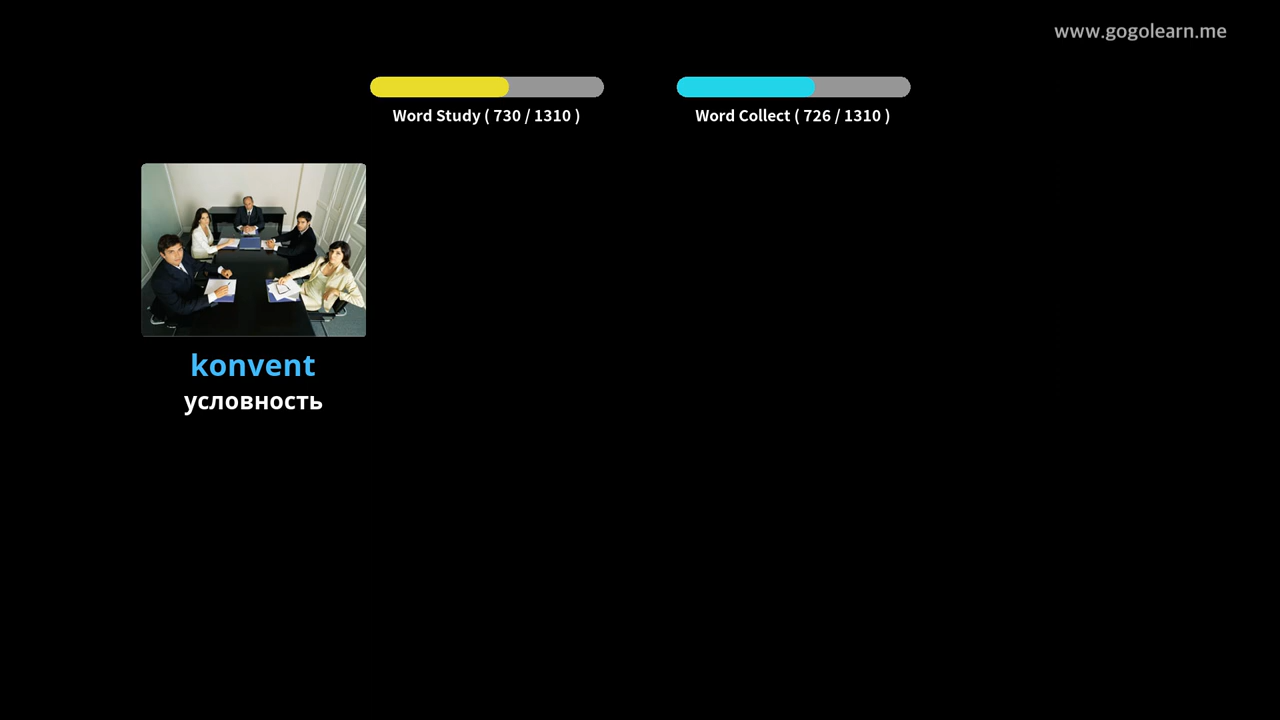 www.gogolearn.me
Word Study ( 730 / 1310 )
Word Collect ( 726 / 1310 )
konvent
условность